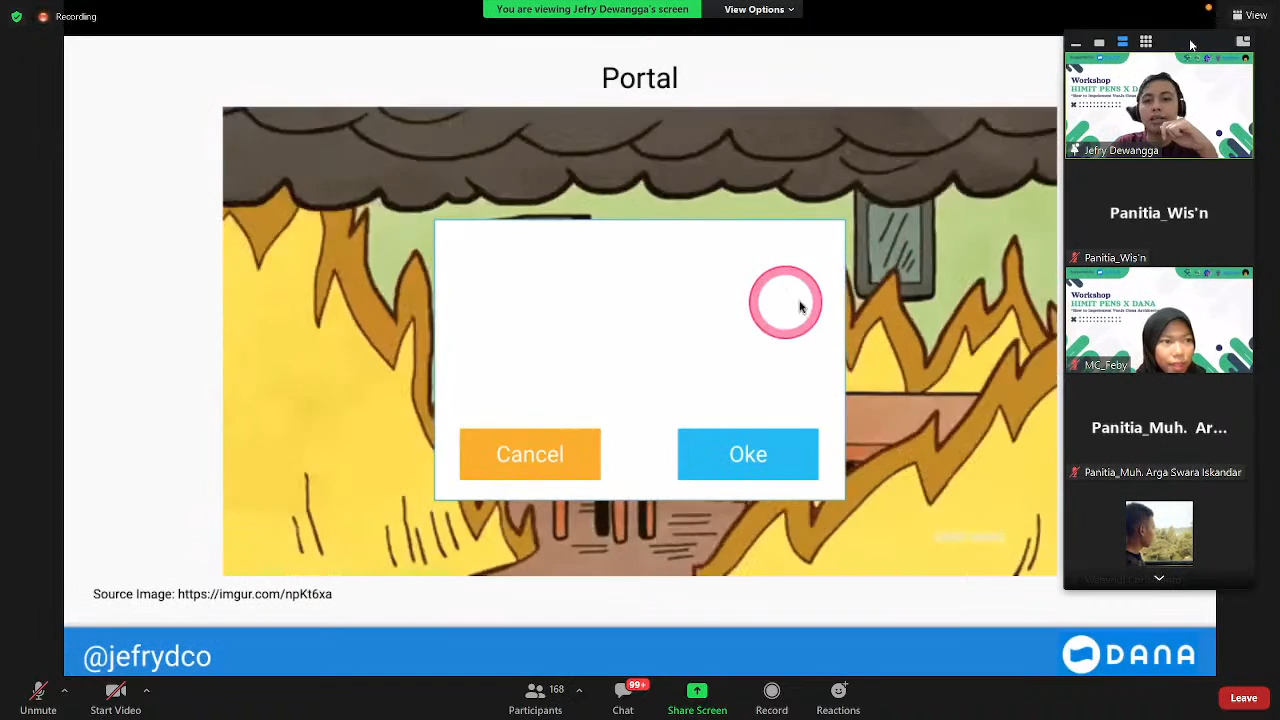 Recording
You are viewing Jefry Dewangga's screen
View Options
View
Portal
Cancel
Oke
Source Image: https://imgur.com/npKt6xa
@jefrydco
DANA
Workshop
HIMIT PENS X D
Jefry Dewangga
Panitia_Wis'n
Panitia_Wis'n
Workshop
HIMIT PENS X DANA
MC_Feby
Panitia_Muh. Ar...
Panitia_Muh. Arga Swara Iskandar
Unmute
Start Video
168
Participants
99+
Chat
Share Screen
Record
Reactions
Leave